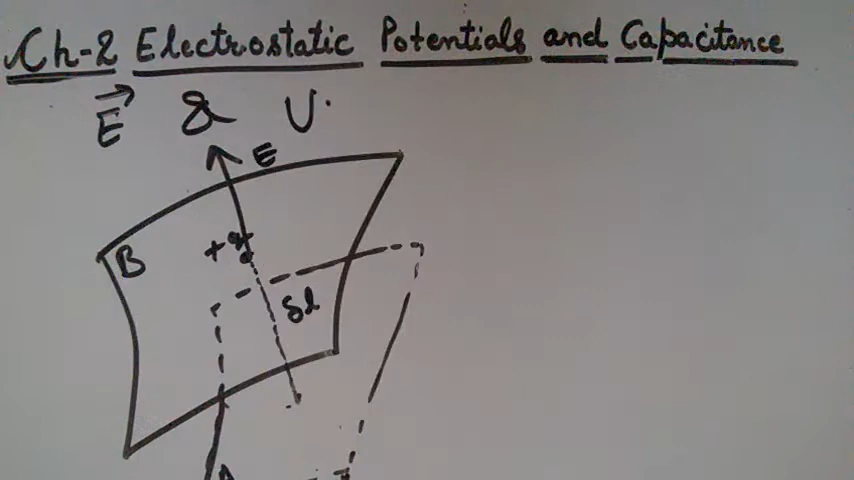 Ch-2 Electrostatic Potentials and Capacitance
E & V.
E
B
+q
δl
A